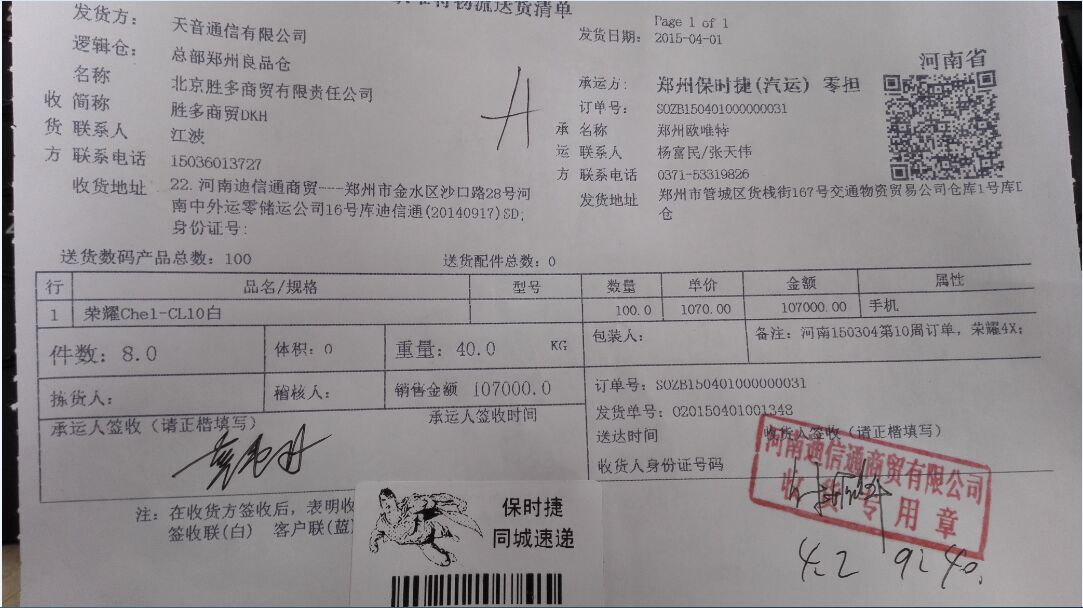 物流送货清单
发货方： 天音通信有限公司
Page 1 of 1
发货日期： 2015-04-01
逻辑仓： 总部郑州良品仓
河南省
收货方
名称 北京胜多商贸有限责任公司
简称 胜多商贸DKH
联系人 江波
联系电话 15036013727
收货地址 22.河南迪信通商贸---郑州市金水区沙口路28号河
南中外运零储运公司16号库迪信通(20140917)SD;
身份证号:
承运方： 郑州保时捷(汽运) 零担
订单号： SOZB150401000000031
承运方
名称 郑州欧唯特
联系人 杨富民/张天伟
联系电话 0371-53319826
发货地址 郑州市管城区货栈街167号交通物资贸易公司仓库1号库
仓
送货数码产品总数：100 送货配件总数：0
行 品名/规格 型号 数量 单价 金额 属性
1 荣耀Che1-CL10白 100.0 1070.00 107000.00 手机
件数：8.0 体积：0 重量：40.0 KG 包装人： 备注：河南150304第10周订单，荣耀4X;
拣货人： 稽核人： 销售金额 107000.0 订单号：SOZB150401000000031
承运人签收（请正楷填写） 承运人签收时间 发货单号：020150401001348
送达时间 收货人签收（请正楷填写）
收货人身份证号码
河南迪信通商贸有限公司
收货专用章
4.2 9:40.
注：在收货方签收后，表明收
签收联(白) 客户联(蓝)
保时捷
同城速递